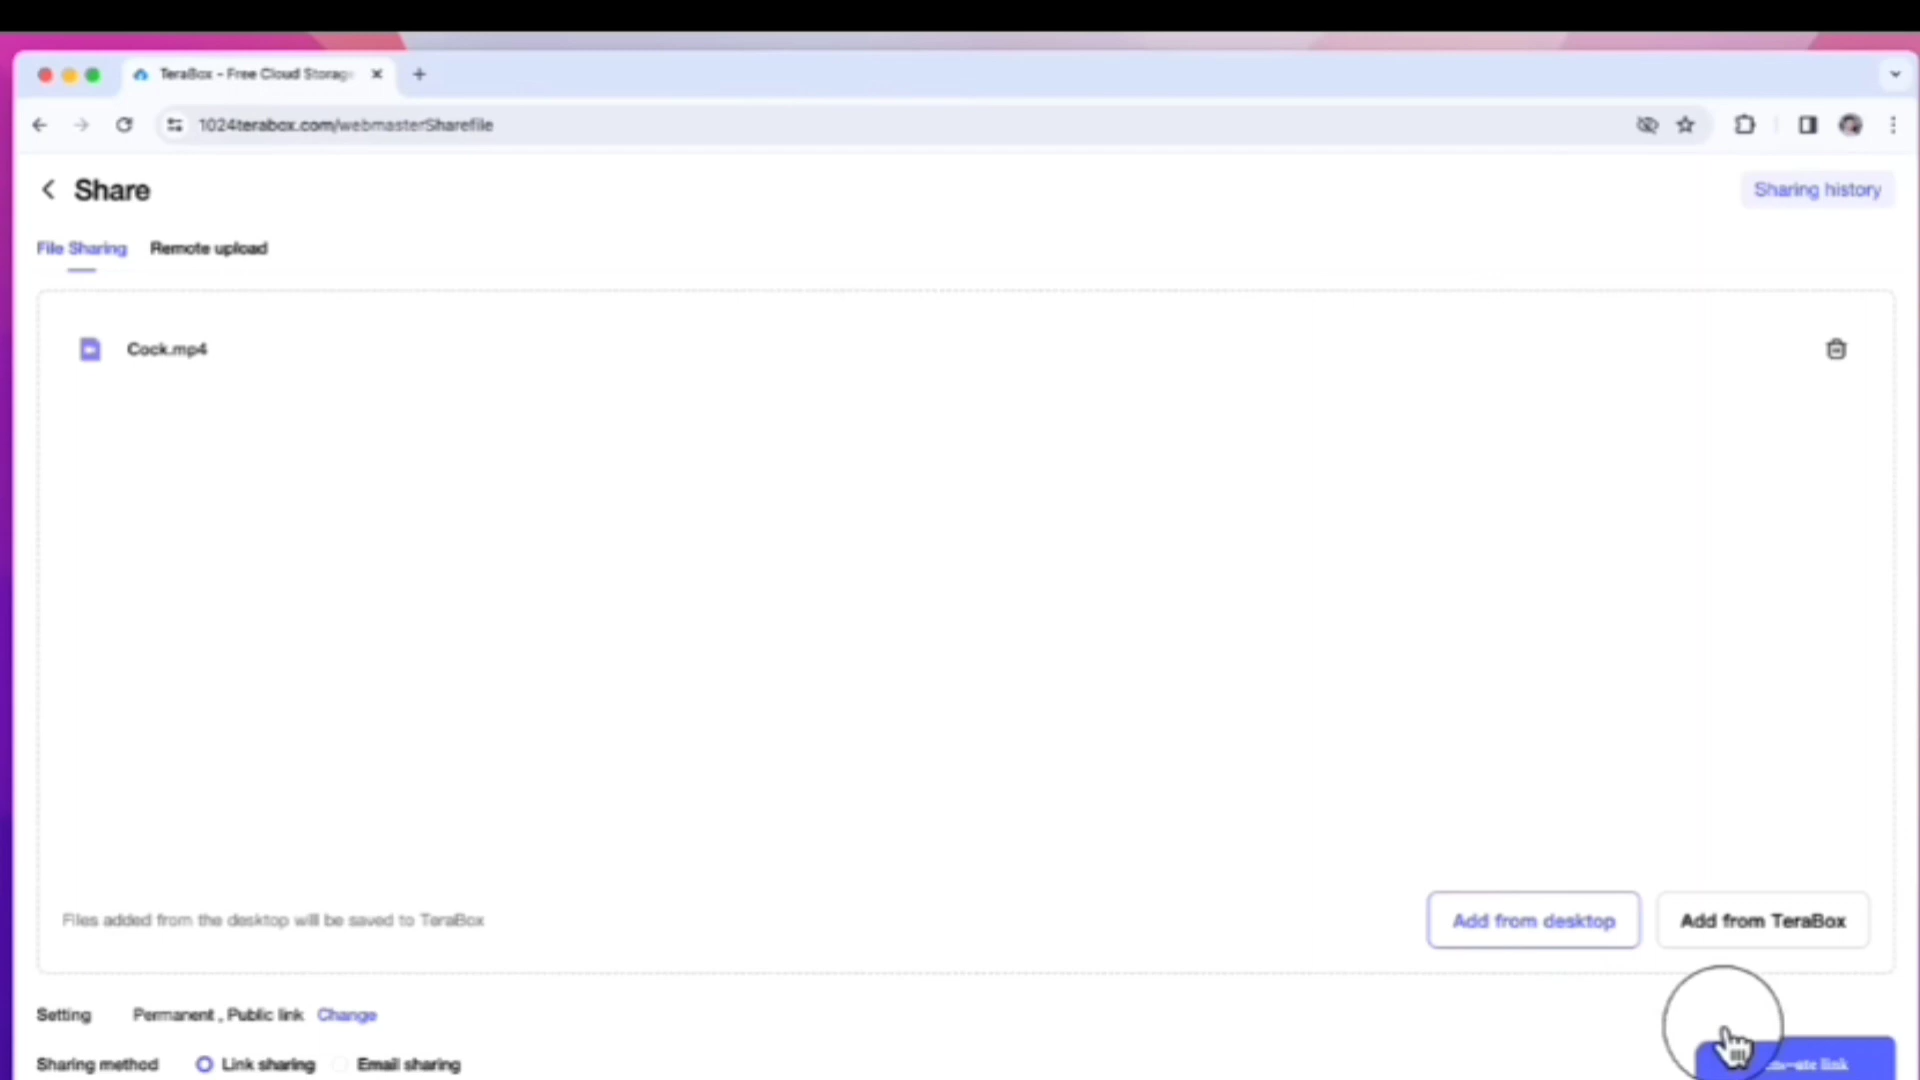 TeraBox - Free Cloud Storage
1024terabox.com/webmasterSharefile
Share
Sharing history
File Sharing
Remote upload
Cock.mp4
Files added from the desktop will be saved to TeraBox
Add from desktop
Add from TeraBox
Setting
Permanent , Public link
Change
Sharing method
Link sharing
Email sharing
link